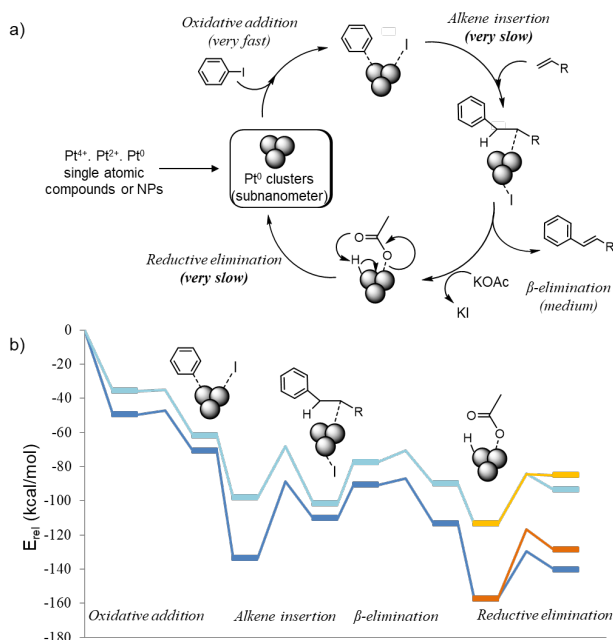 a)
Oxidative addition
(very fast)
Alkene insertion
(very slow)
I
I
R
Pt⁴⁺. Pt²⁺. Pt⁰
single atomic
compounds or NPs
Pt⁰ clusters
(subnanometer)
H
R
I
O
O
H
R
Reductive elimination
(very slow)
KOAc
KI
β-elimination
(medium)
b)
0
-20
-40
-60
-80
-100
-120
-140
-160
-180
E_rel (kcal/mol)
I
H
R
I
O
O
H
Oxidative addition
Alkene insertion
β-elimination
Reductive elimination